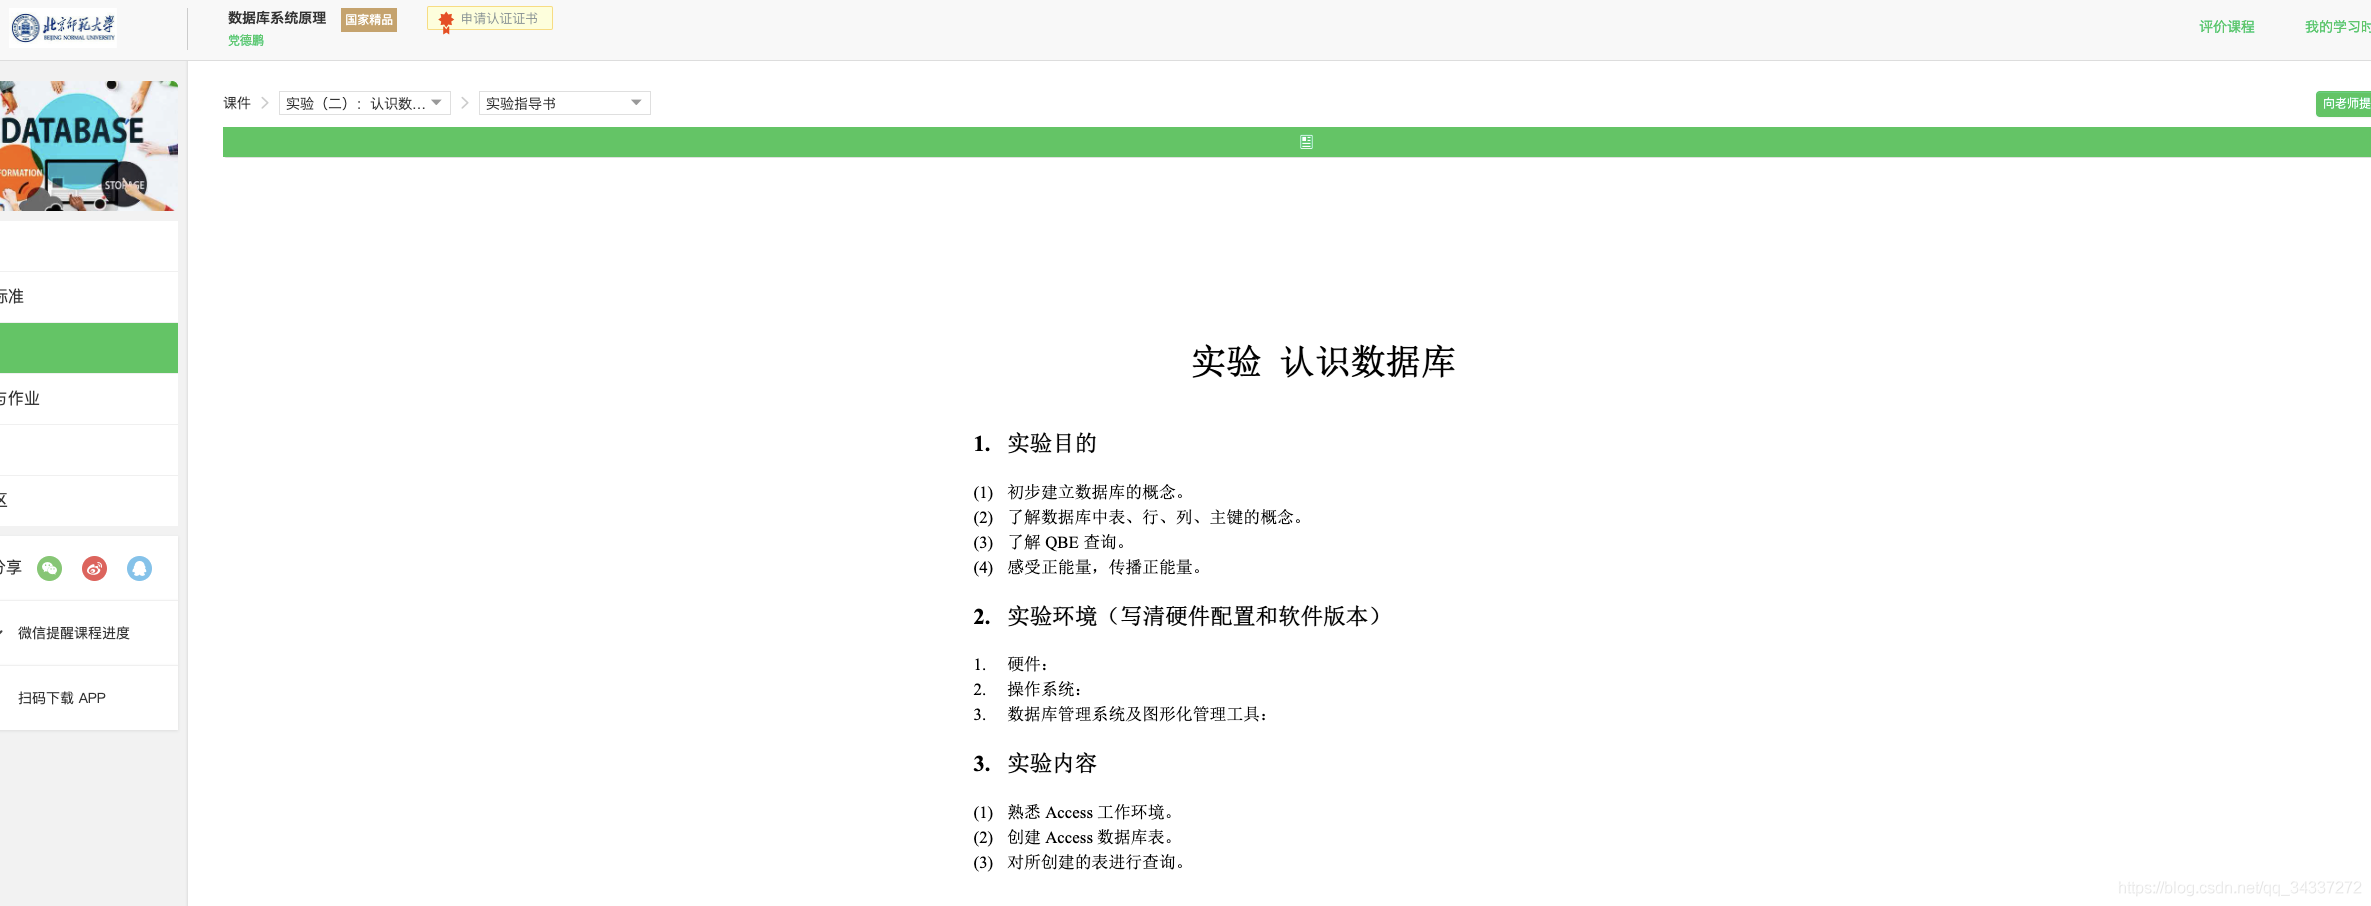 北京师范大学
BEIJING NORMAL UNIVERSITY
数据库系统原理 国家精品 申请认证证书
党德鹏
评价课程 我的学习时
课件 实验（二）：认识数... 实验指导书
向老师提
DATABASE
FORMATION
STORAGE
标准
与作业
区
分享
微信提醒课程进度
扫码下载 APP
实验 认识数据库
1. 实验目的
(1) 初步建立数据库的概念。
(2) 了解数据库中表、行、列、主键的概念。
(3) 了解 QBE 查询。
(4) 感受正能量，传播正能量。
2. 实验环境（写清硬件配置和软件版本）
1. 硬件：
2. 操作系统：
3. 数据库管理系统及图形化管理工具：
3. 实验内容
(1) 熟悉 Access 工作环境。
(2) 创建 Access 数据库表。
(3) 对所创建的表进行查询。
https://blog.csdn.net/qq_34337272